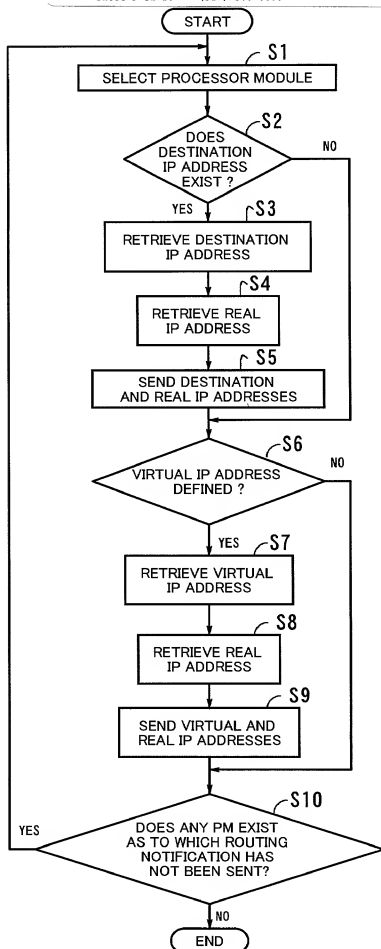 START
S1
SELECT PROCESSOR MODULE
S2
DOES
DESTINATION
IP ADDRESS
EXIST ?
NO
YES
S3
RETRIEVE DESTINATION
IP ADDRESS
S4
RETRIEVE REAL
IP ADDRESS
S5
SEND DESTINATION
AND REAL IP ADDRESSES
S6
VIRTUAL IP ADDRESS
DEFINED ?
NO
YES
S7
RETRIEVE VIRTUAL
IP ADDRESS
S8
RETRIEVE REAL
IP ADDRESS
S9
SEND VIRTUAL AND
REAL IP ADDRESSES
S10
YES
DOES ANY PM EXIST
AS TO WHICH ROUTING
NOTIFICATION HAS
NOT BEEN SENT?
NO
END